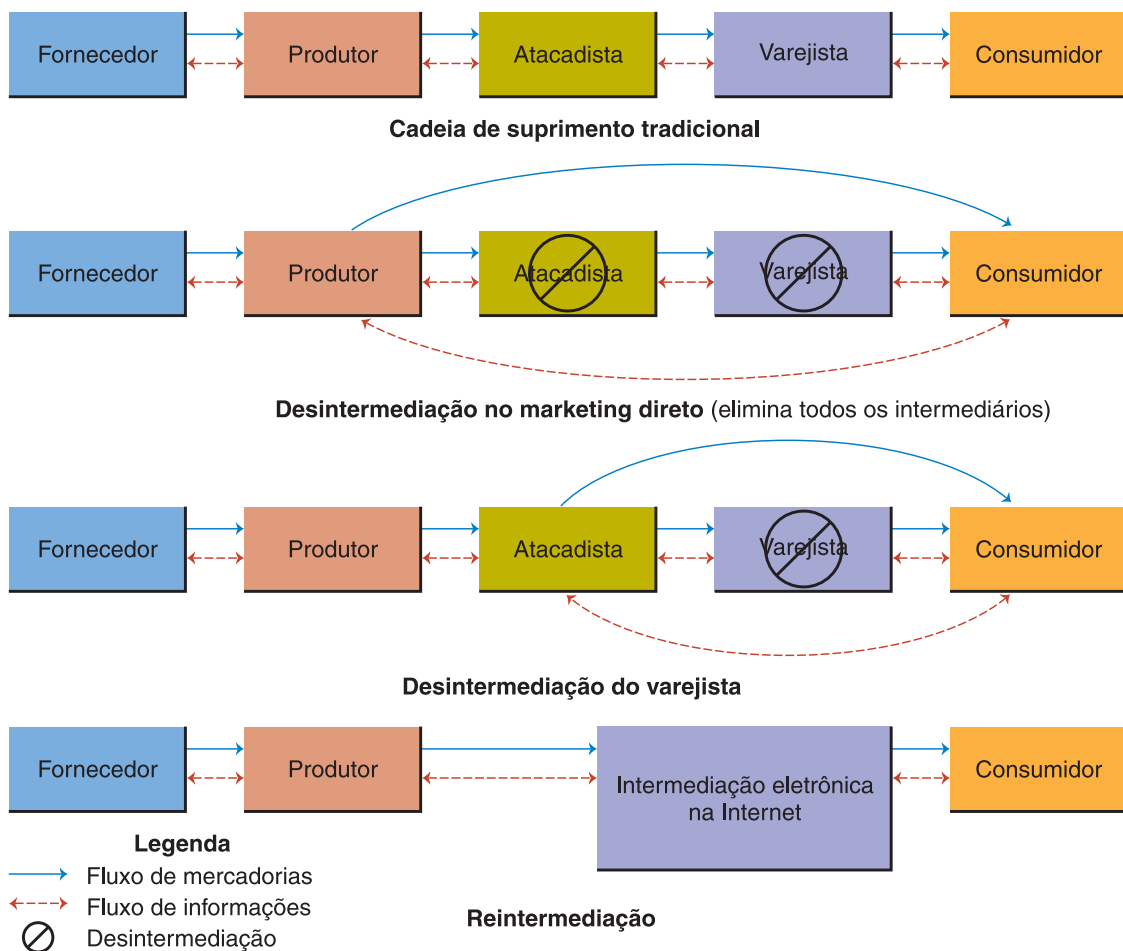 Fornecedor Produtor Atacadista Varejista Consumidor
Cadeia de suprimento tradicional
Fornecedor Produtor Atacadista Varejista Consumidor
Desintermediação no marketing direto (elimina todos os intermediários)
Fornecedor Produtor Atacadista Varejista Consumidor
Desintermediação do varejista
Fornecedor Produtor Intermediação eletrônica
na Internet Consumidor
Legenda
Fluxo de mercadorias
Fluxo de informações
Desintermediação
Reintermediação